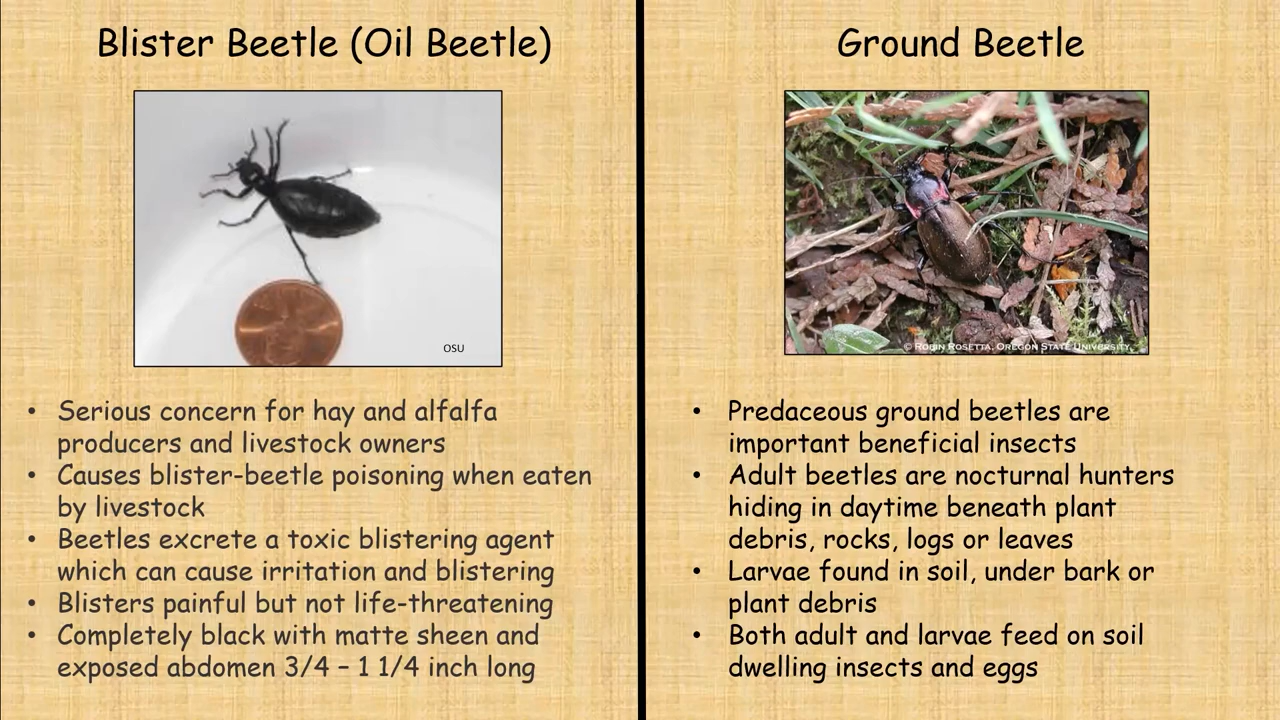 Blister Beetle (Oil Beetle)
OSU
• Serious concern for hay and alfalfa
producers and livestock owners
• Causes blister-beetle poisoning when eaten
by livestock
• Beetles excrete a toxic blistering agent
which can cause irritation and blistering
• Blisters painful but not life-threatening
• Completely black with matte sheen and
exposed abdomen 3/4 – 1 1/4 inch long
Ground Beetle
© Robin Rosetta, Oregon State University
• Predaceous ground beetles are
important beneficial insects
• Adult beetles are nocturnal hunters
hiding in daytime beneath plant
debris, rocks, logs or leaves
• Larvae found in soil, under bark or
plant debris
• Both adult and larvae feed on soil
dwelling insects and eggs